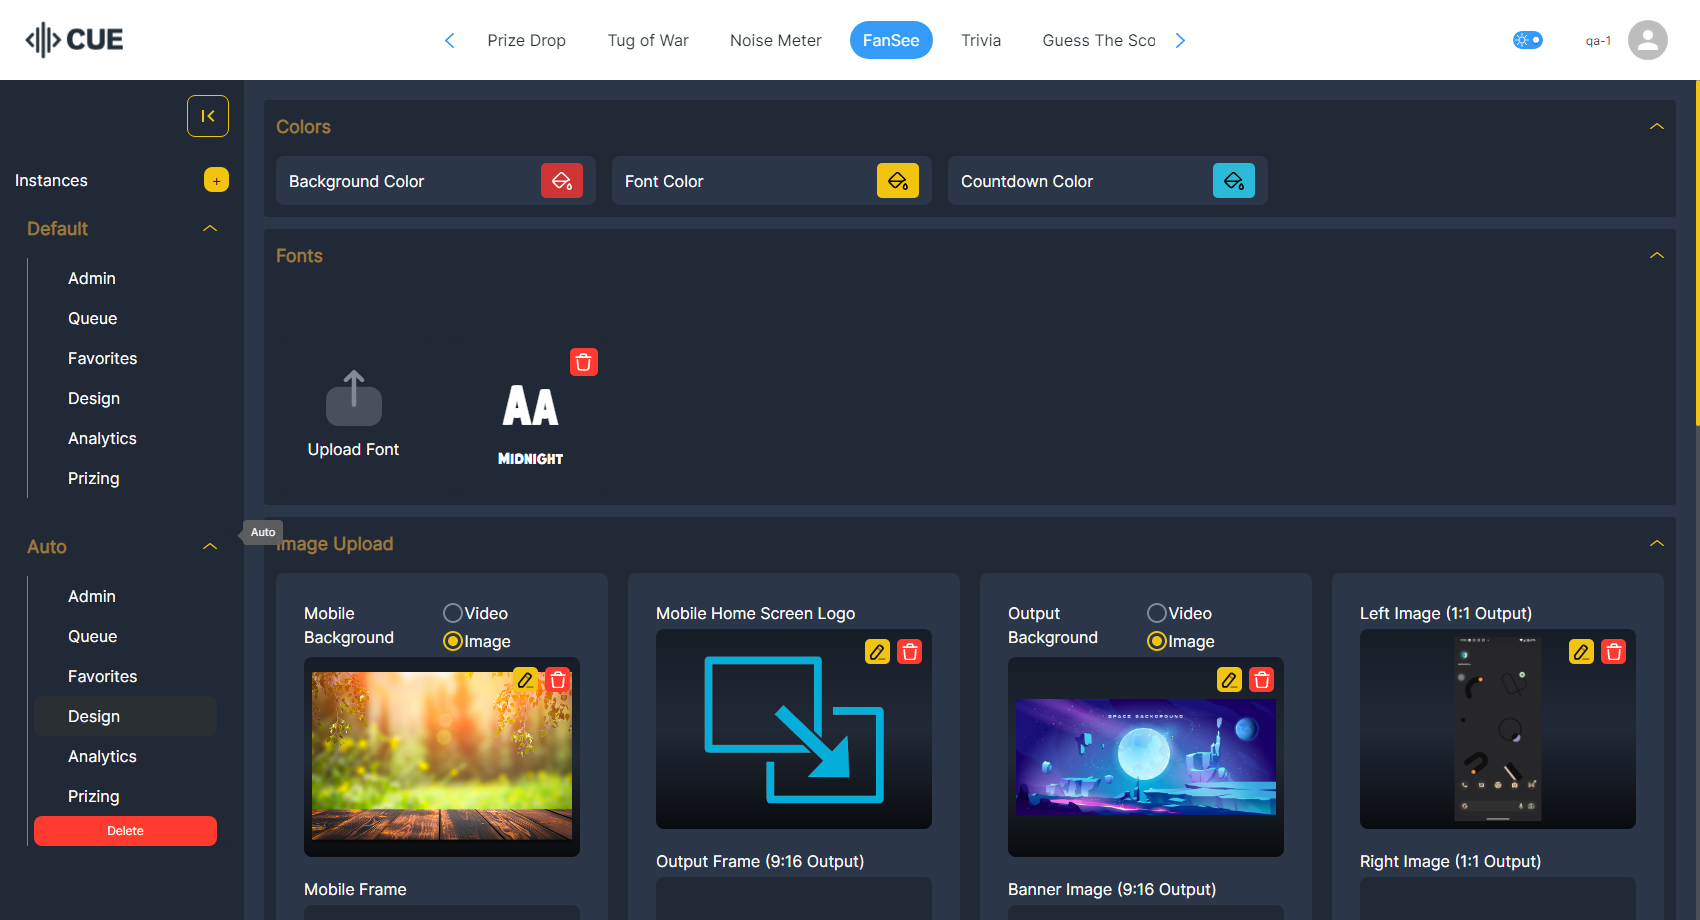 CUE
Prize Drop
Tug of War
Noise Meter
FanSee
Trivia
Guess The Sco
qa-1
Instances
+
Default
Admin
Queue
Favorites
Design
Analytics
Prizing
Auto
Admin
Queue
Favorites
Design
Analytics
Prizing
Delete
Auto
Colors
Background Color
Font Color
Countdown Color
Fonts
Upload Font
AA
MIDNIGHT
Image Upload
Mobile
Background
Video
Image
Mobile Home Screen Logo
Output
Background
Video
Image
SPACE BACKGROUND
Left Image (1:1 Output)
Mobile Frame
Output Frame (9:16 Output)
Banner Image (9:16 Output)
Right Image (1:1 Output)